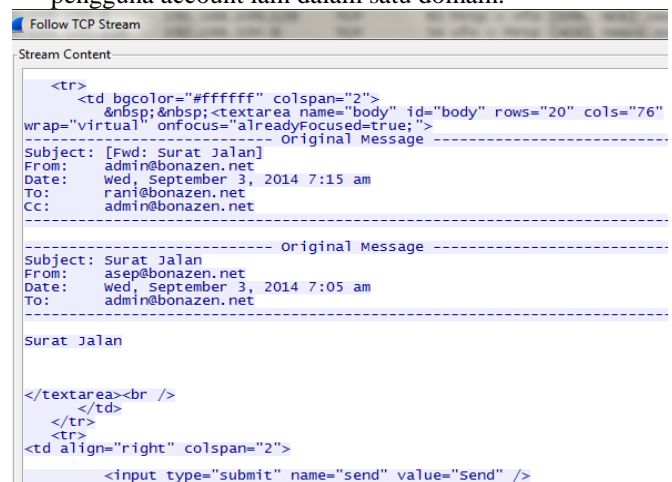 pengguna account lain dalam satu domain.
Follow TCP Stream
Stream Content
<tr>
<td bgcolor="#ffffff" colspan="2">
&nbsp;&nbsp;<textarea name="body" id="body" rows="20" cols="76"
wrap="virtual" onfocus="alreadyFocused=true;">
---------------------------- Original Message ----------------------------
Subject: [Fwd: Surat Jalan]
From:    admin@bonazen.net
Date:    Wed, September 3, 2014 7:15 am
To:      rani@bonazen.net
Cc:      admin@bonazen.net
--------------------------------------------------------------------------
---------------------------- Original Message ----------------------------
Subject: Surat Jalan
From:    asep@bonazen.net
Date:    Wed, September 3, 2014 7:05 am
To:      admin@bonazen.net
--------------------------------------------------------------------------
Surat Jalan
</textarea><br />
</td>
</tr>
<tr>
<td align="right" colspan="2">
<input type="submit" name="send" value="Send" />